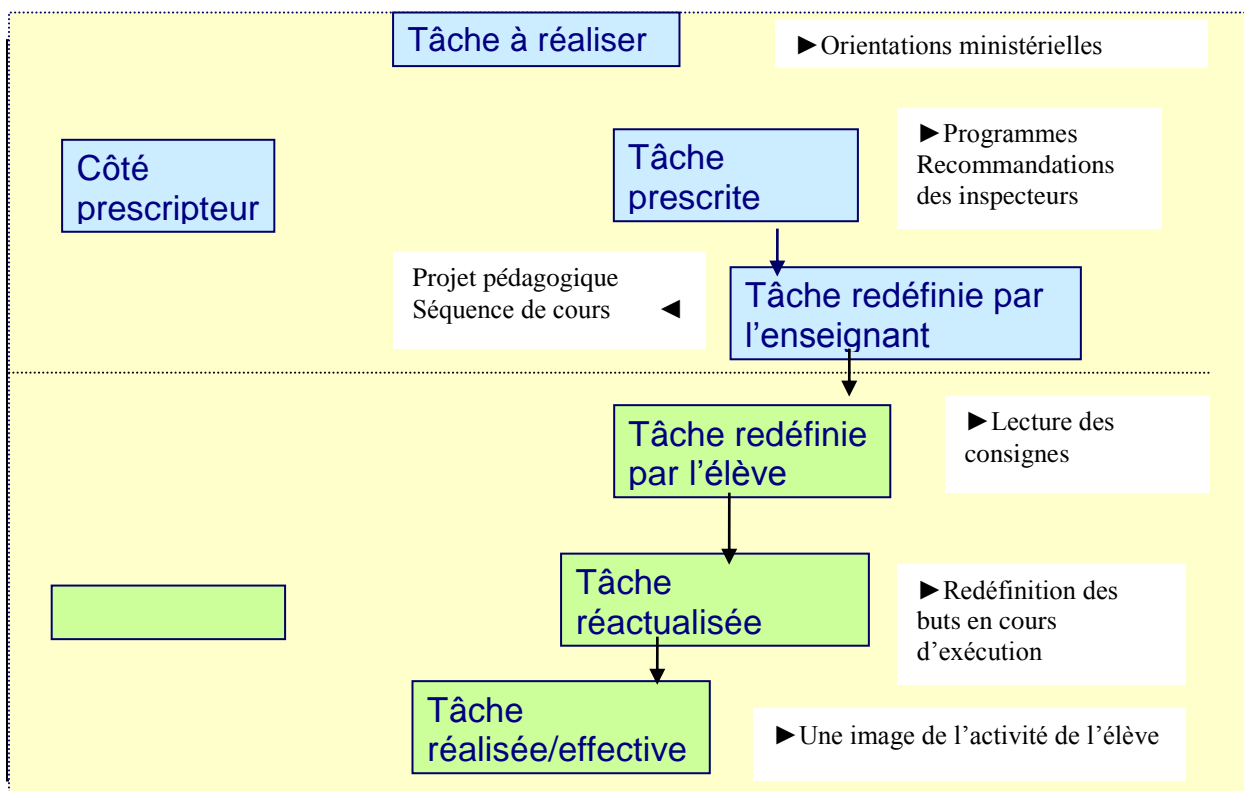 Tâche à réaliser
►Orientations ministérielles
Côté
prescripteur
Tâche
prescrite
►Programmes
Recommandations
des inspecteurs
Projet pédagogique
Séquence de cours ◄
Tâche redéfinie par
l’enseignant
Tâche redéfinie
par l’élève
►Lecture des
consignes
Tâche
réactualisée
►Redéfinition des
buts en cours
d’exécution
Tâche
réalisée/effective
►Une image de l’activité de l’élève